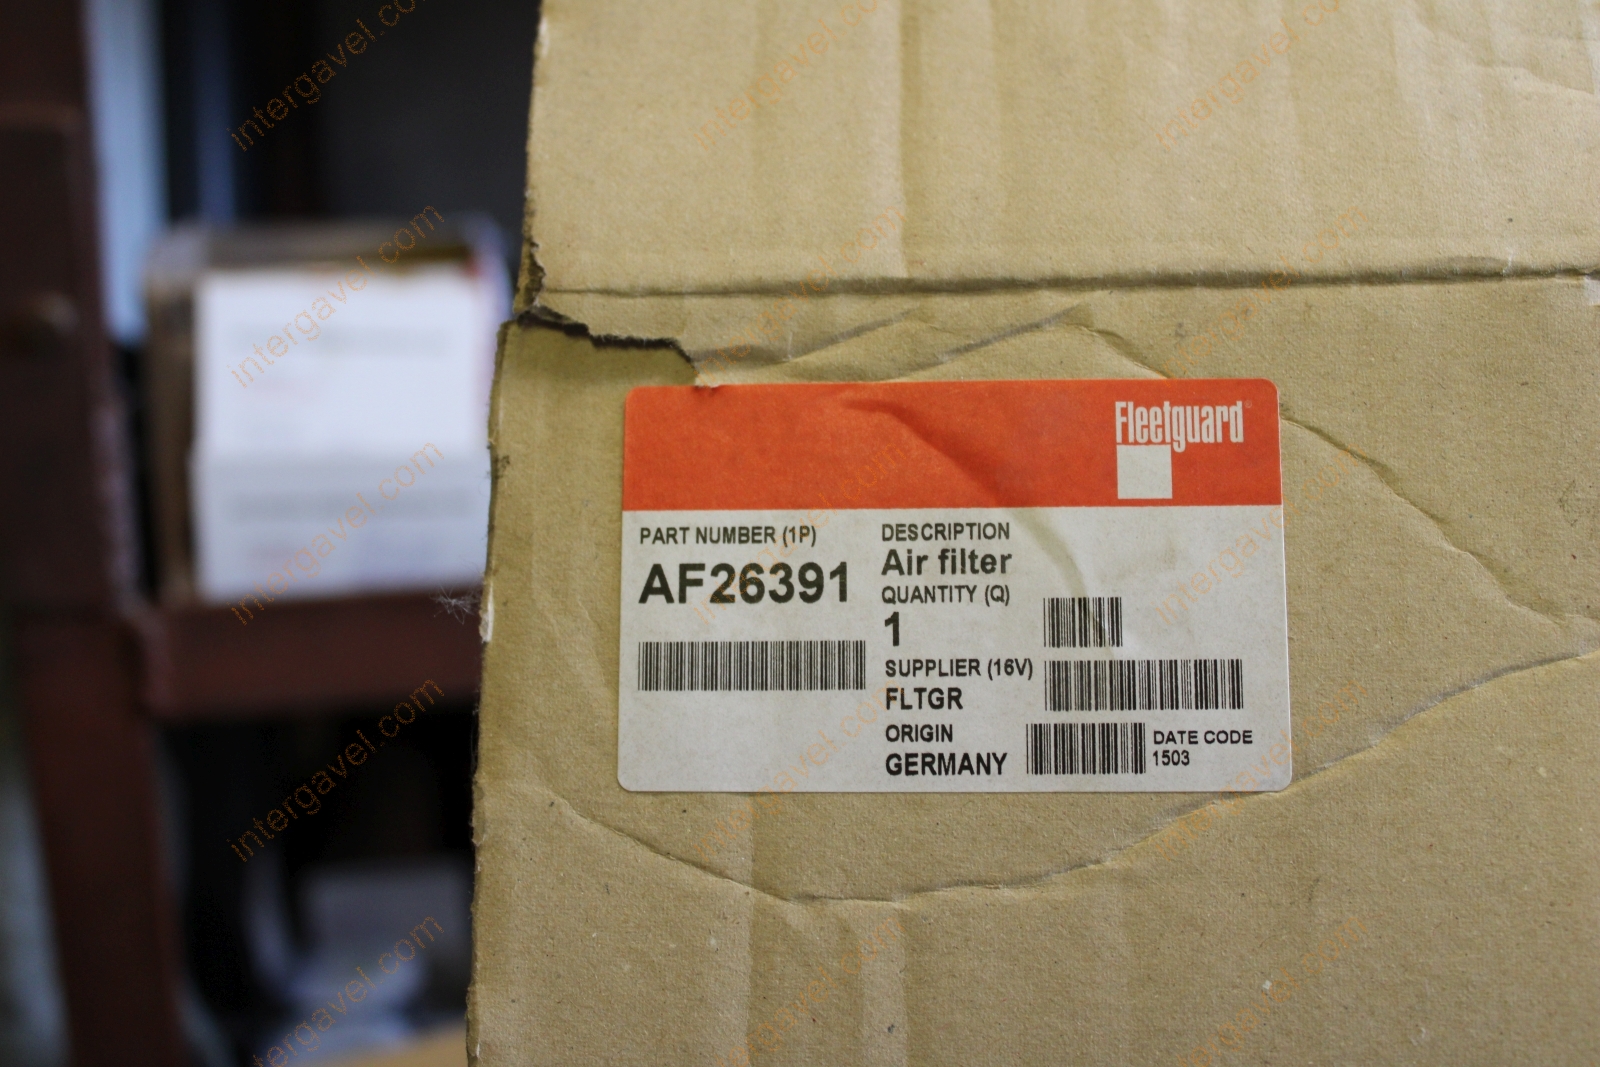 Fleetguard
PART NUMBER (1P)
AF26391
DESCRIPTION
Air filter
QUANTITY (Q)
1
SUPPLIER (16V)
FLTGR
ORIGIN
GERMANY
DATE CODE
1503
intergavel.com